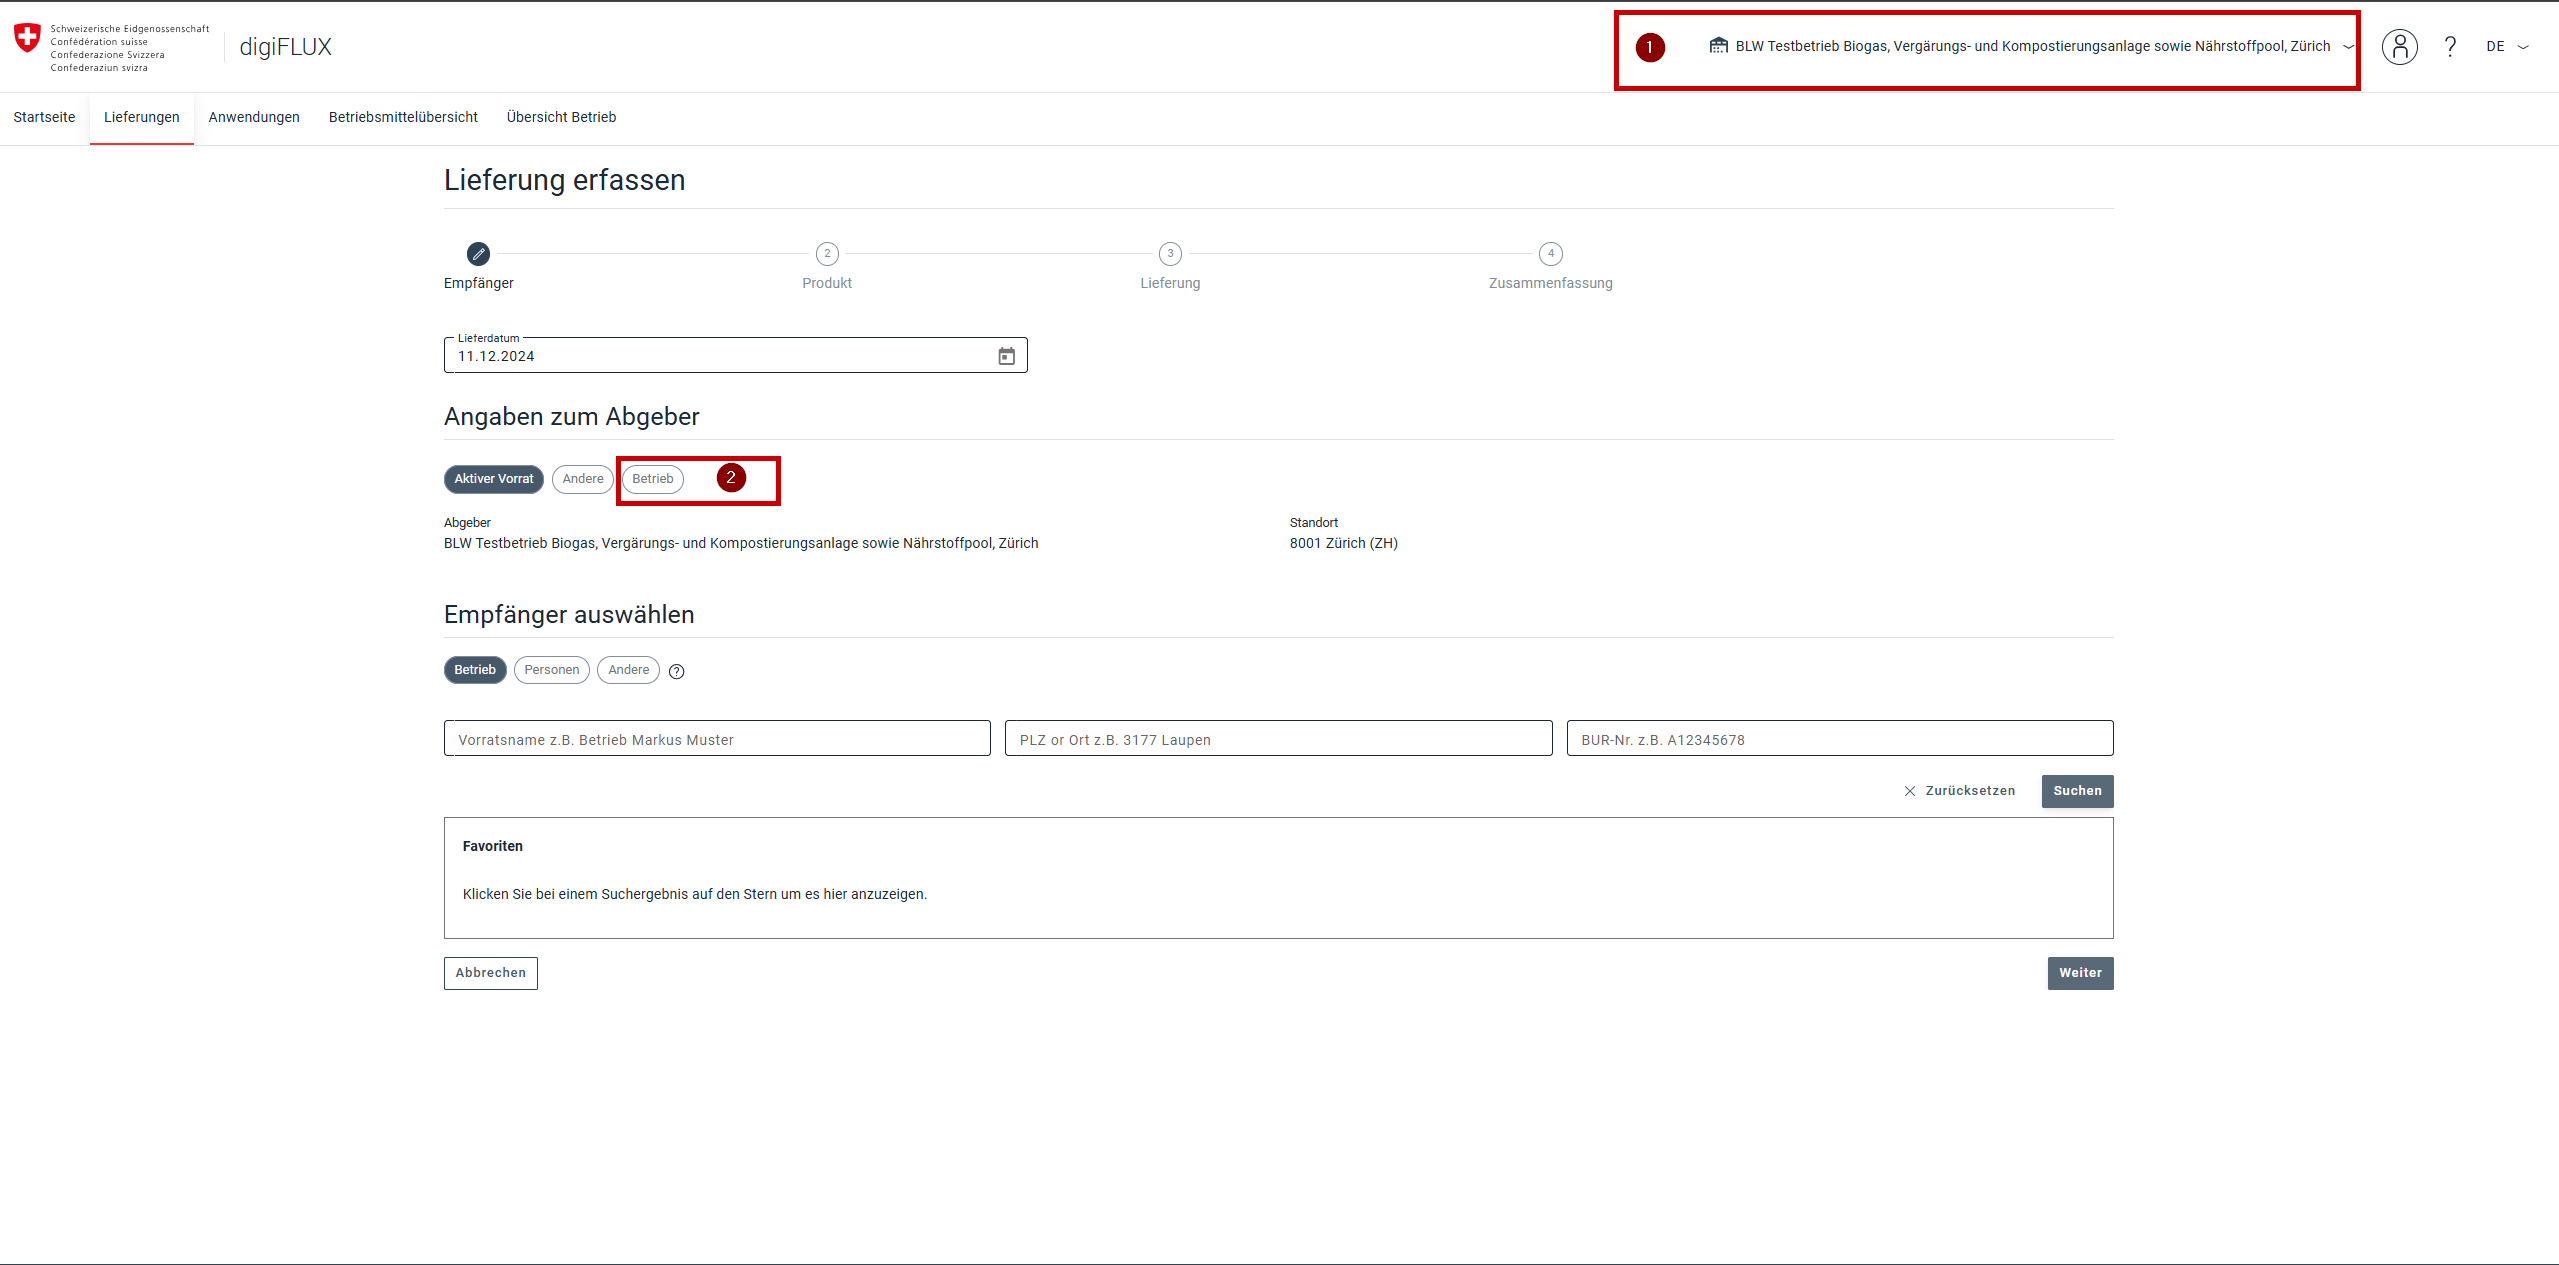 Schweizerische Eidgenossenschaft
Confédération suisse
Confederazione Svizzera
Confederaziun svizra
digiFLUX
1
BLW Testbetrieb Biogas, Vergärungs- und Kompostierungsanlage sowie Nährstoffpool, Zürich
?
DE
Startseite Lieferungen Anwendungen Betriebsmittelübersicht Übersicht Betrieb
Lieferung erfassen
2 3 4
Empfänger Produkt Lieferung Zusammenfassung
Lieferdatum
11.12.2024
Angaben zum Abgeber
Aktiver Vorrat Andere Betrieb 2
Abgeber Standort
BLW Testbetrieb Biogas, Vergärungs- und Kompostierungsanlage sowie Nährstoffpool, Zürich 8001 Zürich (ZH)
Empfänger auswählen
Betrieb Personen Andere ?
Vorratsname z.B. Betrieb Markus Muster PLZ or Ort z.B. 3177 Laupen BUR-Nr. z.B. A12345678
Zurücksetzen Suchen
Favoriten
Klicken Sie bei einem Suchergebnis auf den Stern um es hier anzuzeigen.
Abbrechen Weiter